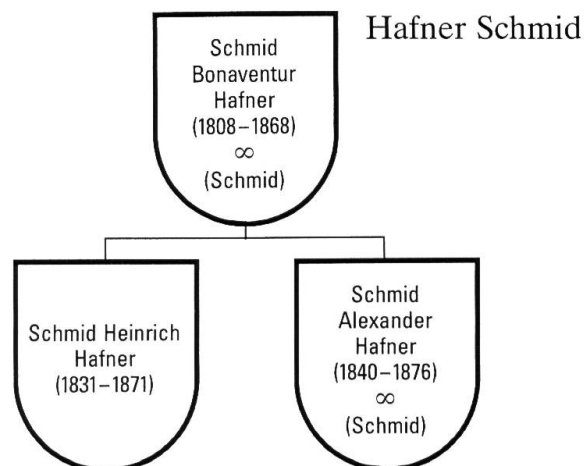 Hafner Schmid
Schmid
Bonaventur
Hafner
(1808–1868)
∞
(Schmid)
Schmid Heinrich
Hafner
(1831–1871)
Schmid
Alexander
Hafner
(1840–1876)
∞
(Schmid)